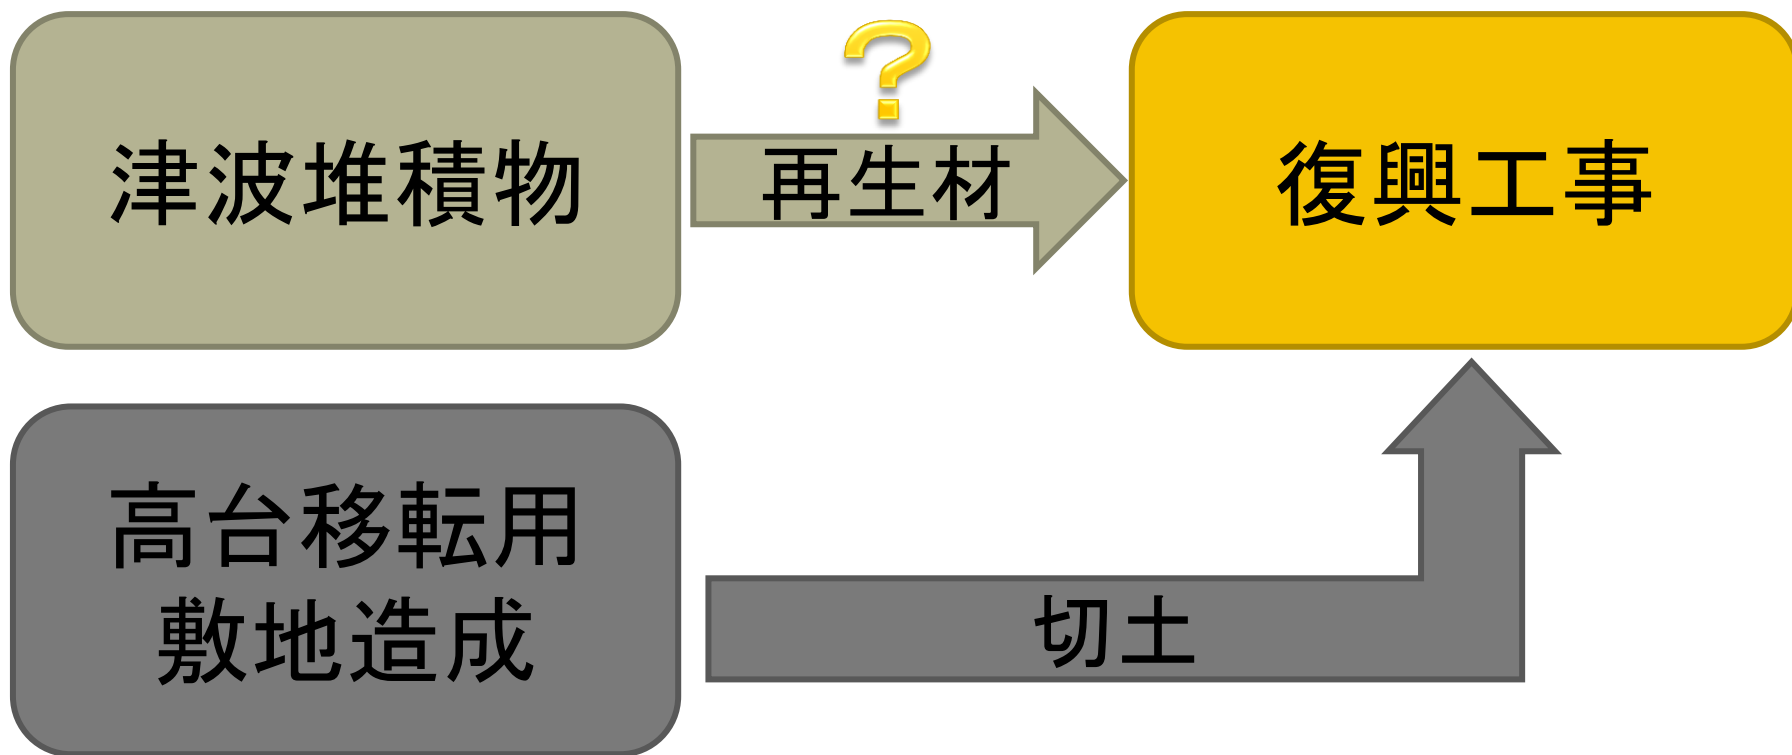 ?
津波堆積物
再生材
復興工事
高台移転用
敷地造成
切土